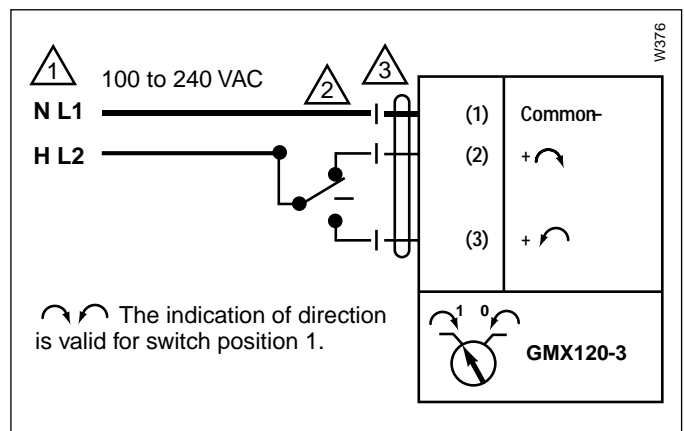 W376
1 100 to 240 VAC 2 3
N L1
H L2
(1) Common-
(2) +
(3) +
The indication of direction
is valid for switch position 1.
1 0
GMX120-3